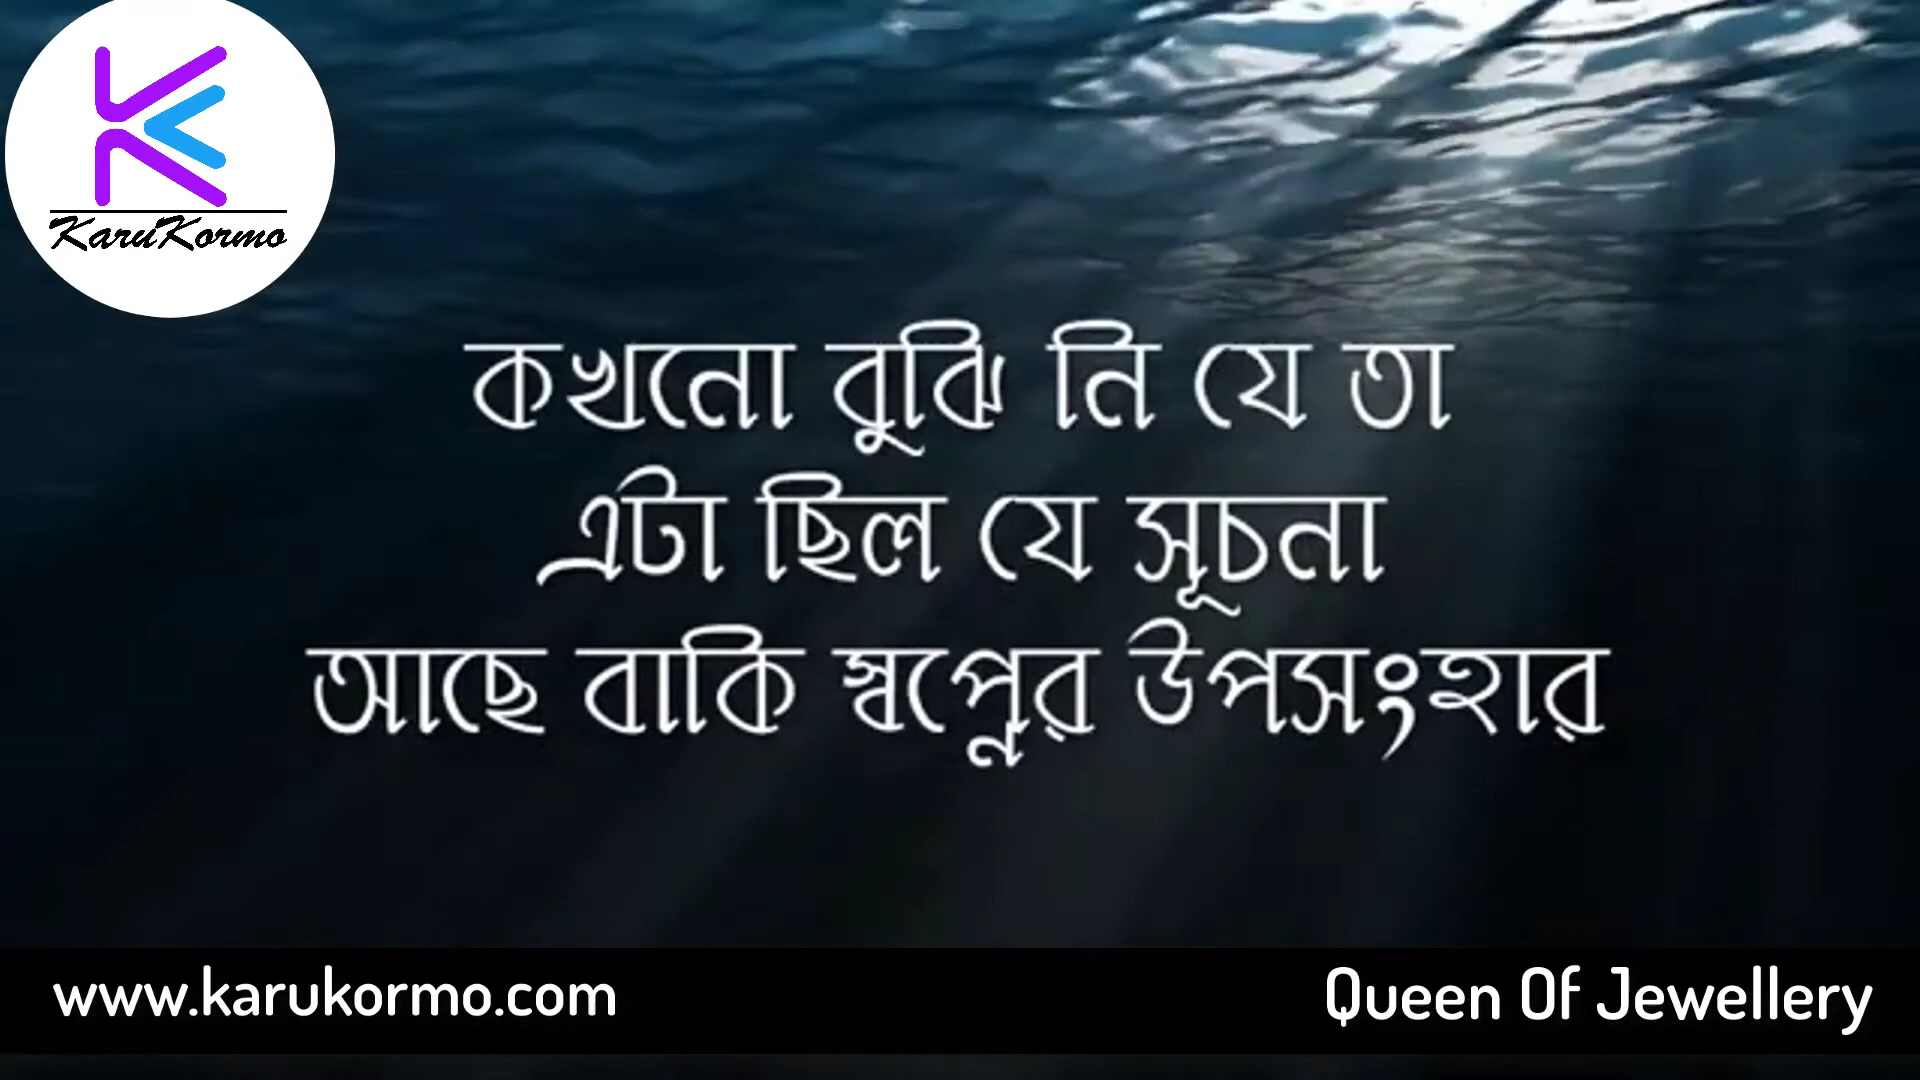 KaruKormo
কখনো বুঝি নি যে তা
এটা ছিল যে সূচনা
আছে বাকি স্বপ্নের উপসংহার
www.karukormo.com
Queen Of Jewellery